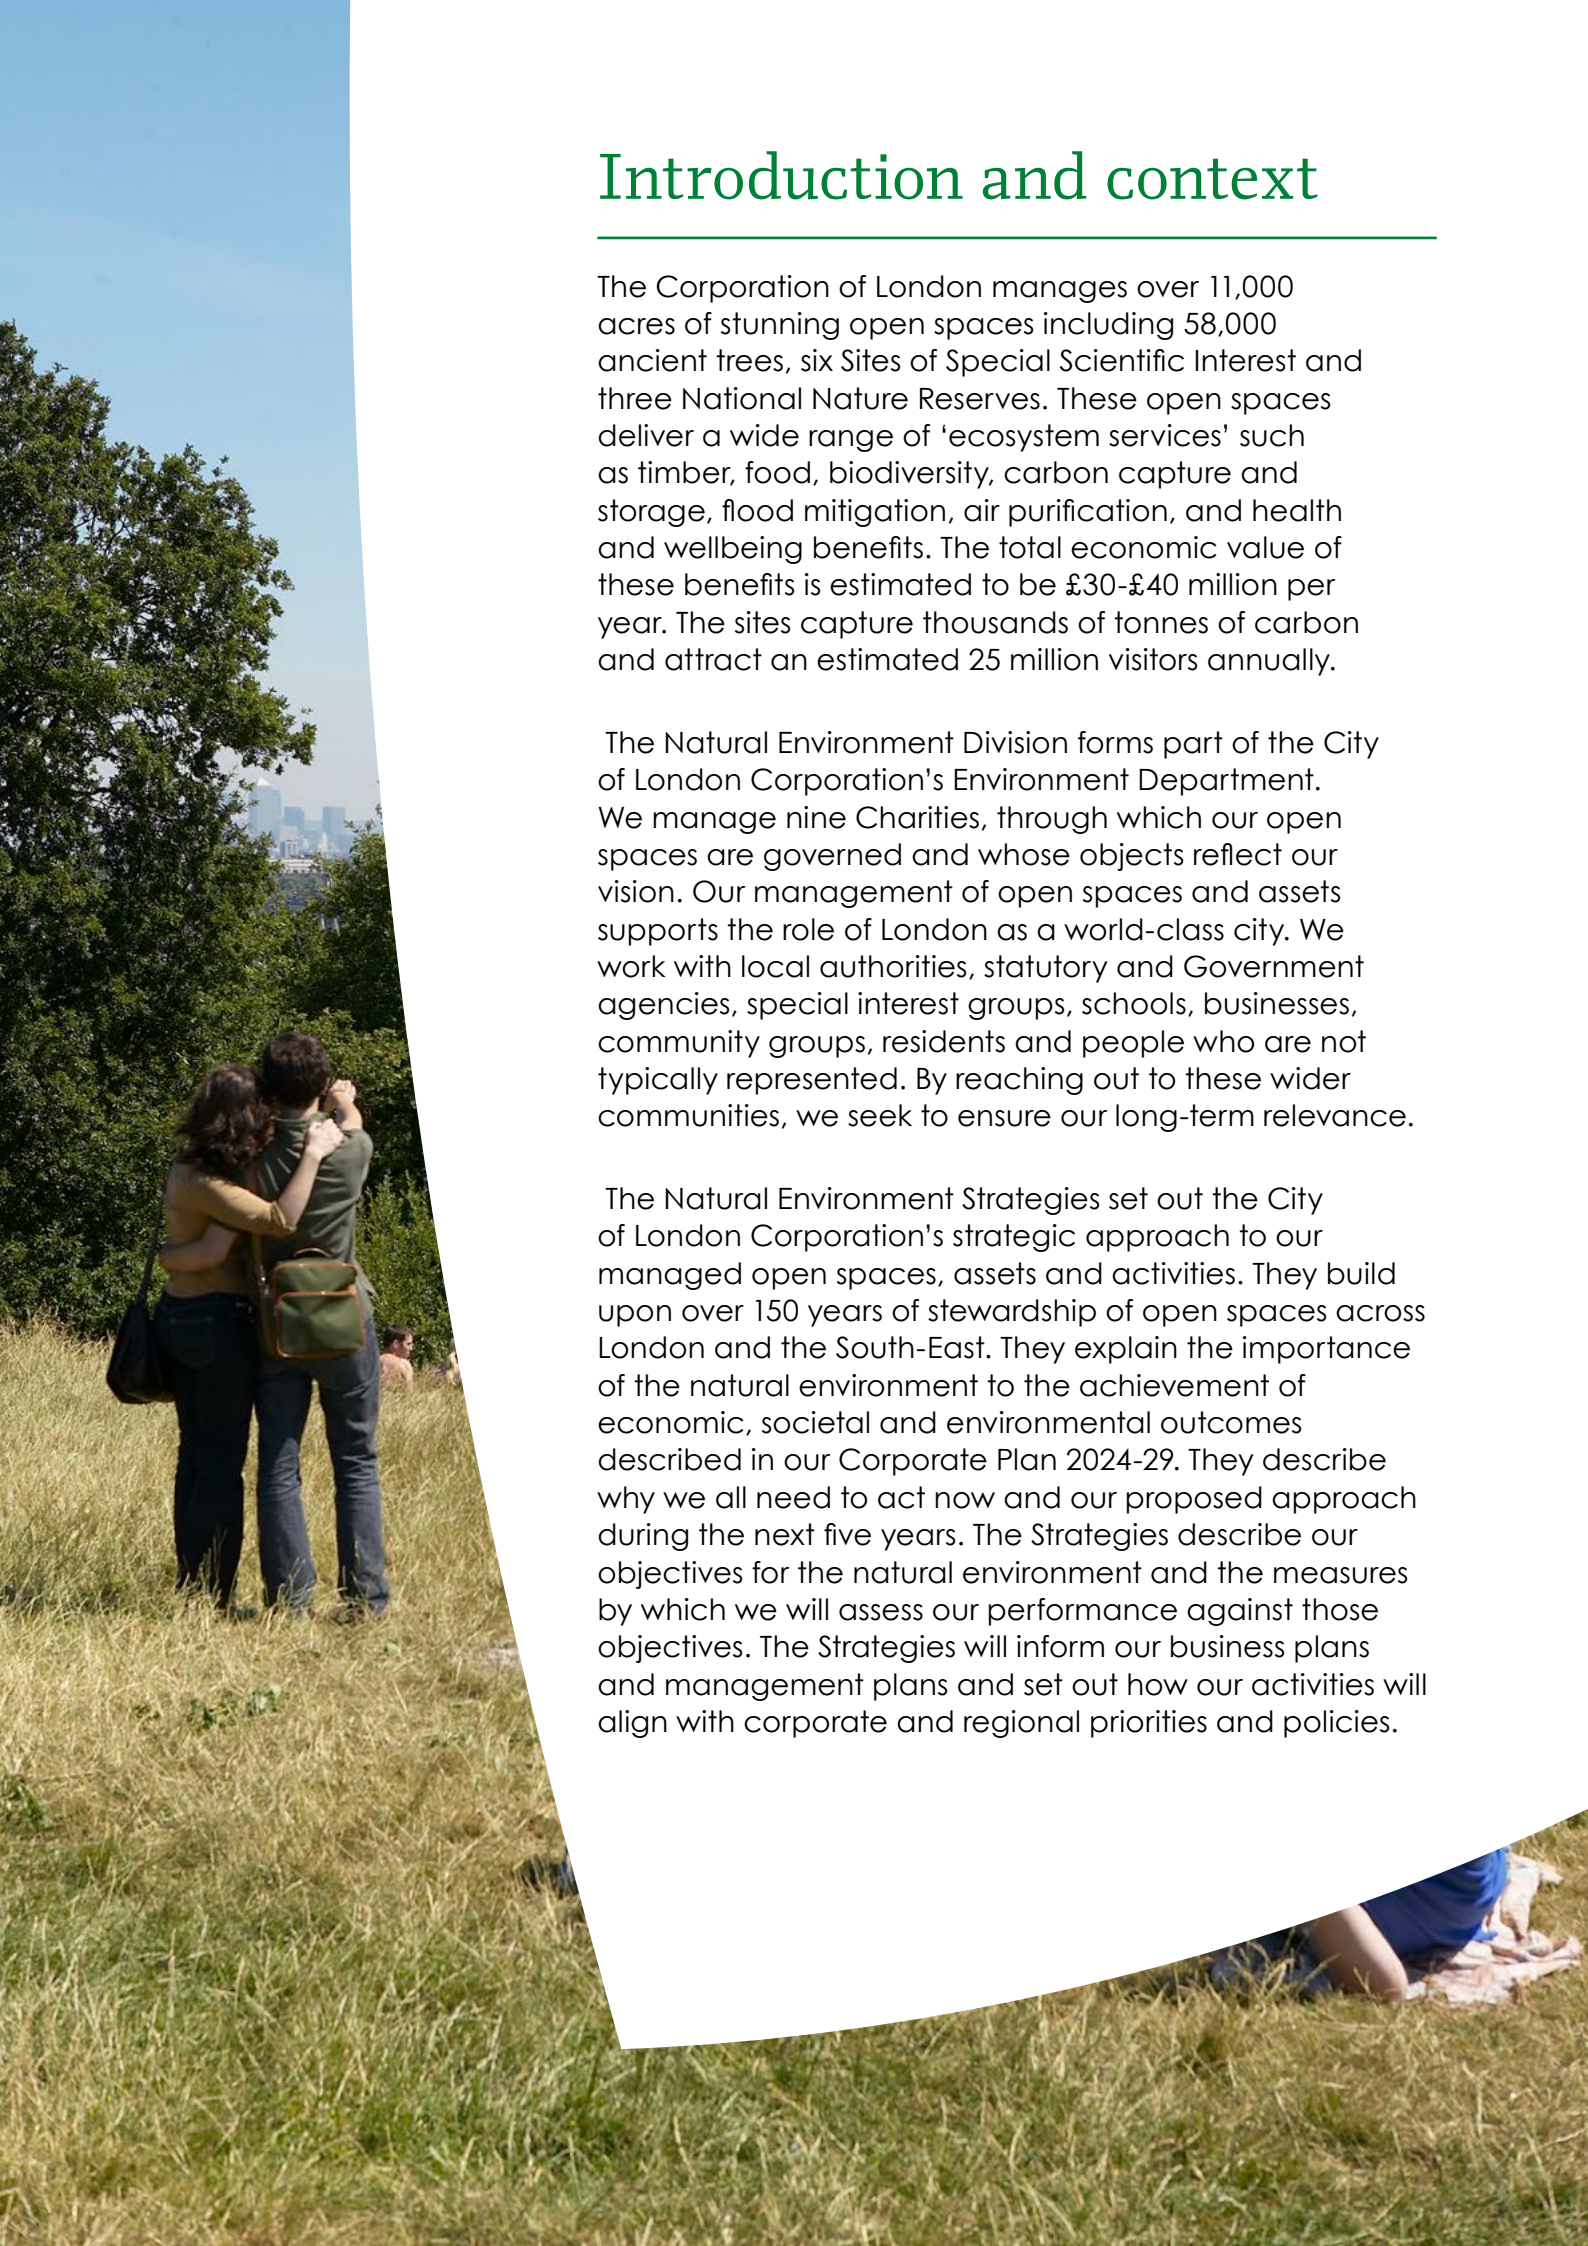 Introduction and context
The Corporation of London manages over 11,000
acres of stunning open spaces including 58,000
ancient trees, six Sites of Special Scientific Interest and
three National Nature Reserves. These open spaces
deliver a wide range of ‘ecosystem services’ such
as timber, food, biodiversity, carbon capture and
storage, flood mitigation, air purification, and health
and wellbeing benefits. The total economic value of
these benefits is estimated to be £30-£40 million per
year. The sites capture thousands of tonnes of carbon
and attract an estimated 25 million visitors annually.
The Natural Environment Division forms part of the City
of London Corporation’s Environment Department.
We manage nine Charities, through which our open
spaces are governed and whose objects reflect our
vision. Our management of open spaces and assets
supports the role of London as a world-class city. We
work with local authorities, statutory and Government
agencies, special interest groups, schools, businesses,
community groups, residents and people who are not
typically represented. By reaching out to these wider
communities, we seek to ensure our long-term relevance.
The Natural Environment Strategies set out the City
of London Corporation’s strategic approach to our
managed open spaces, assets and activities. They build
upon over 150 years of stewardship of open spaces across
London and the South-East. They explain the importance
of the natural environment to the achievement of
economic, societal and environmental outcomes
described in our Corporate Plan 2024-29. They describe
why we all need to act now and our proposed approach
during the next five years. The Strategies describe our
objectives for the natural environment and the measures
by which we will assess our performance against those
objectives. The Strategies will inform our business plans
and management plans and set out how our activities will
align with corporate and regional priorities and policies.